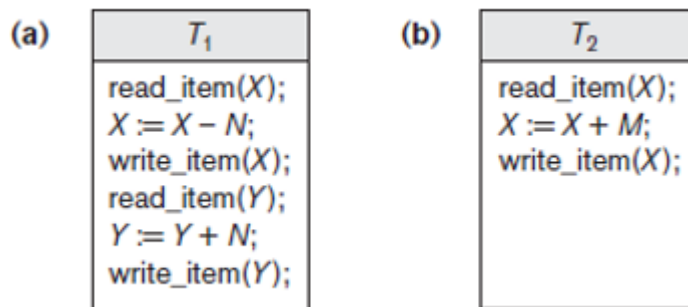 (a)
T₁
read_item(X);
X := X – N;
write_item(X);
read_item(Y);
Y := Y + N;
write_item(Y);
(b)
T₂
read_item(X);
X := X + M;
write_item(X);